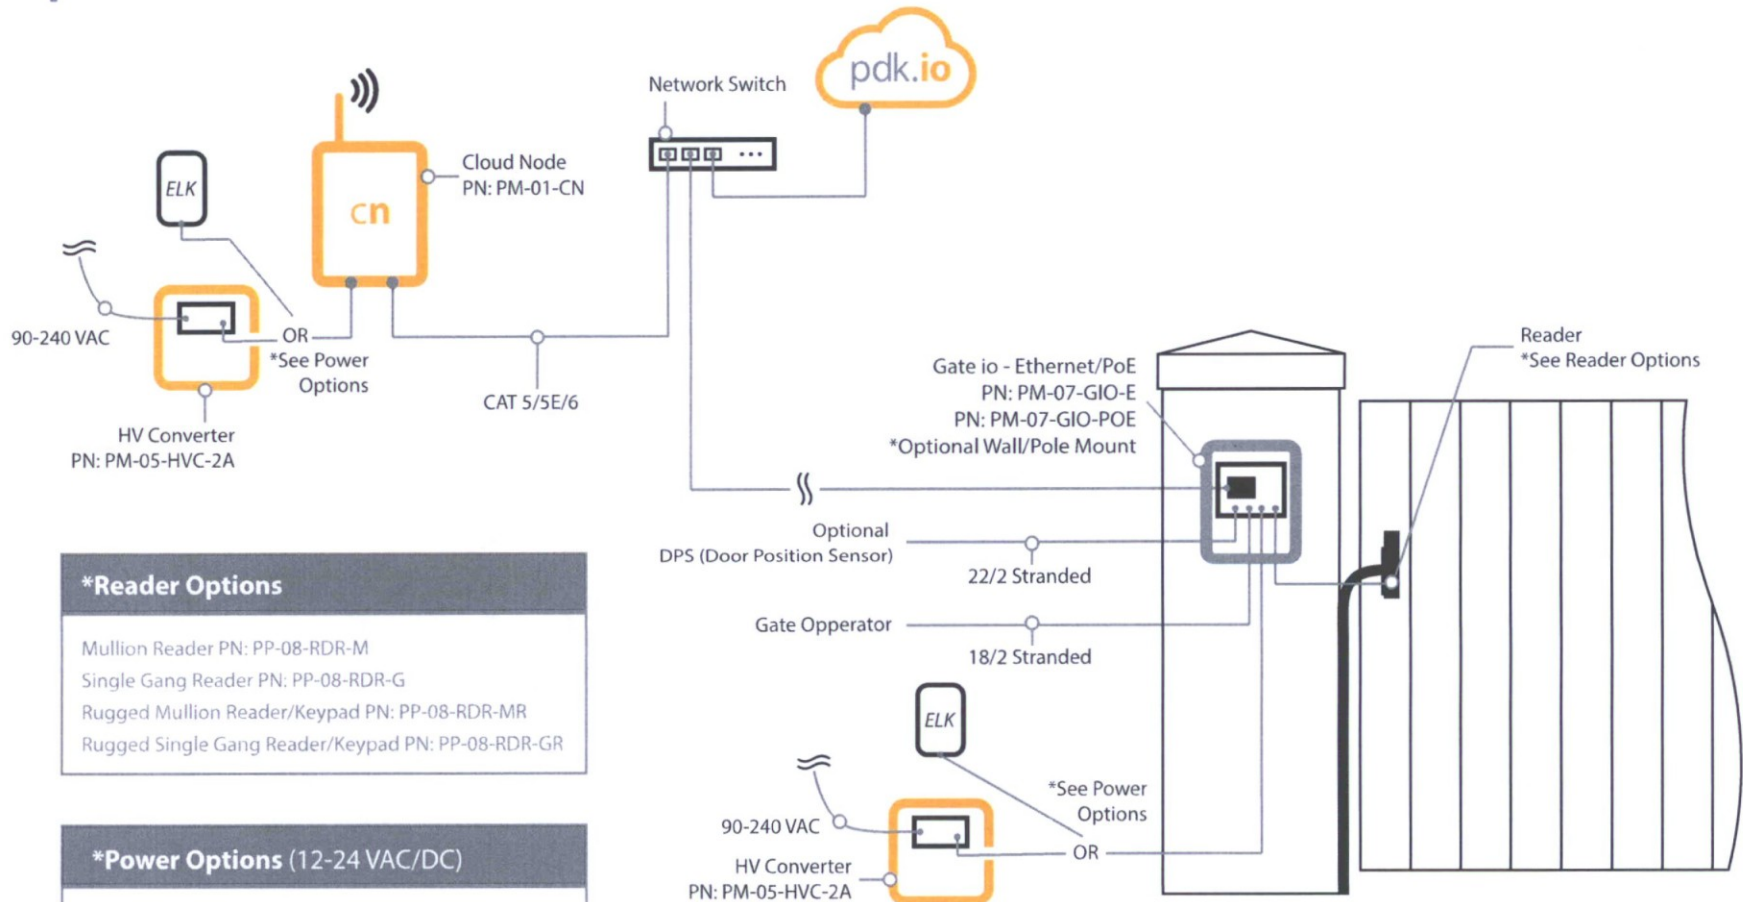 pdk.io
Network Switch
Cloud Node
PN: PM-01-CN
ELK
cn
90-240 VAC
OR
*See Power
Options
CAT 5/5E/6
HV Converter
PN: PM-05-HVC-2A
Reader
*See Reader Options
Gate io - Ethernet/PoE
PN: PM-07-GIO-E
PN: PM-07-GIO-POE
*Optional Wall/Pole Mount
Optional
DPS (Door Position Sensor)
22/2 Stranded
Gate Opperator
18/2 Stranded
*Reader Options
Mullion Reader PN: PP-08-RDR-M
Single Gang Reader PN: PP-08-RDR-G
Rugged Mullion Reader/Keypad PN: PP-08-RDR-MR
Rugged Single Gang Reader/Keypad PN: PP-08-RDR-GR
ELK
*See Power
Options
90-240 VAC
OR
HV Converter
PN: PM-05-HVC-2A
*Power Options (12-24 VAC/DC)